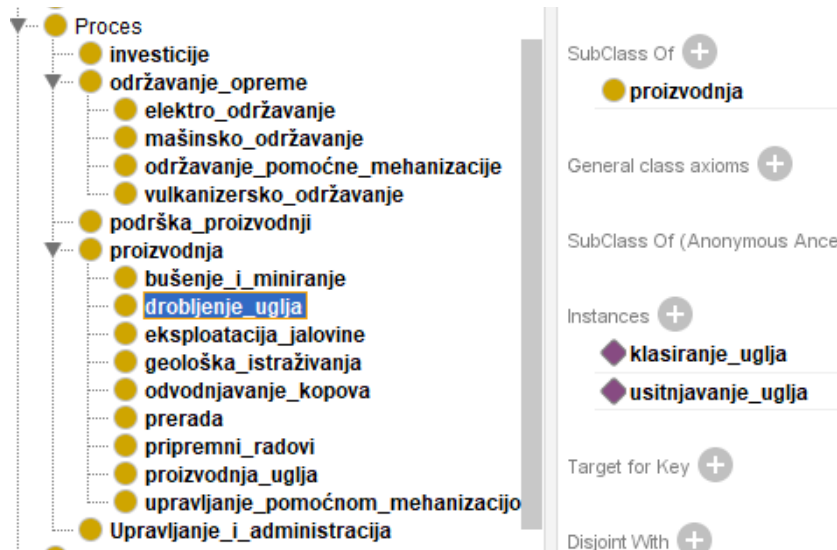 Proces
investicije
održavanje_opreme
elektro_održavanje
mašinsko_održavanje
održavanje_pomoćne_mehanizacije
vulkanizersko_održavanje
podrška_proizvodnji
proizvodnja
bušenje_i_miniranje
drobljenje_uglja
eksploatacija_jalovine
geološka_istraživanja
odvodnjavanje_kopova
prerada
pripremni_radovi
proizvodnja_uglja
upravljanje_pomoćnom_mehanizacijo
Upravljanje_i_administracija
SubClass Of
proizvodnja
General class axioms
SubClass Of (Anonymous Ance
Instances
klasiranje_uglja
usitnjavanje_uglja
Target for Key
Disjoint With